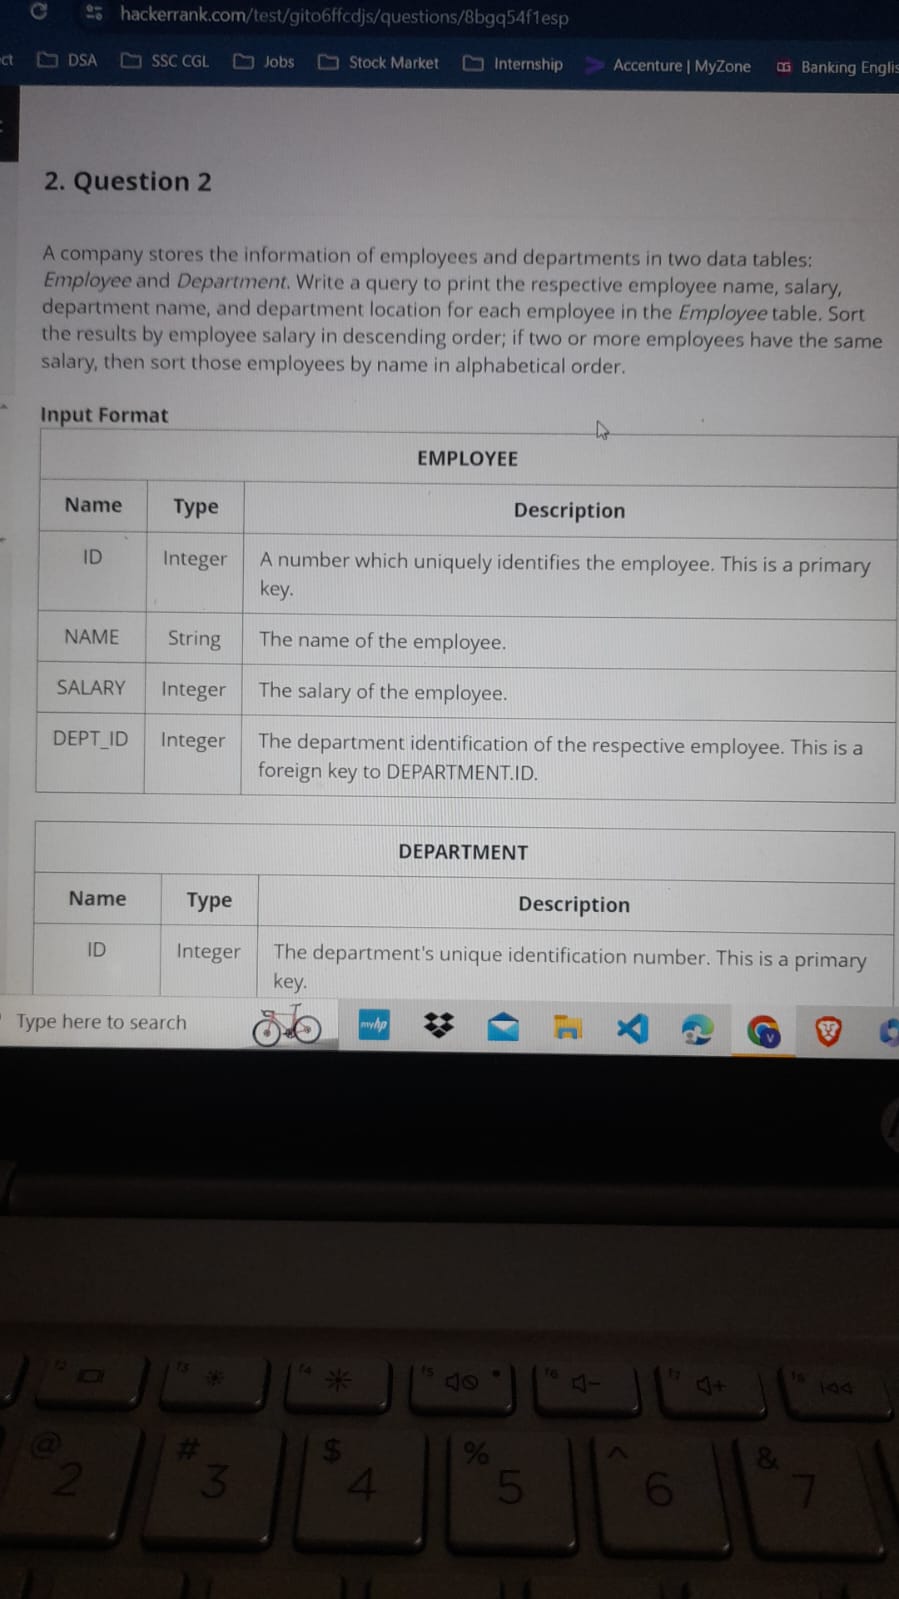 hackerrank.com/test/gito6ffcdjs/questions/8bgq54f1esp
ct DSA SSC CGL Jobs Stock Market Internship Accenture | MyZone Banking Englis
2. Question 2
A company stores the information of employees and departments in two data tables:
Employee and Department. Write a query to print the respective employee name, salary,
department name, and department location for each employee in the Employee table. Sort
the results by employee salary in descending order; if two or more employees have the same
salary, then sort those employees by name in alphabetical order.
Input Format
EMPLOYEE
Name Type Description
ID Integer A number which uniquely identifies the employee. This is a primary
key.
NAME String The name of the employee.
SALARY Integer The salary of the employee.
DEPT_ID Integer The department identification of the respective employee. This is a
foreign key to DEPARTMENT.ID.
DEPARTMENT
Name Type Description
ID Integer The department's unique identification number. This is a primary
key.
Type here to search myhp V
f2 f3 f4 f5 f6 f7 f8
@ # $ % ^ &
2 3 4 5 6 7